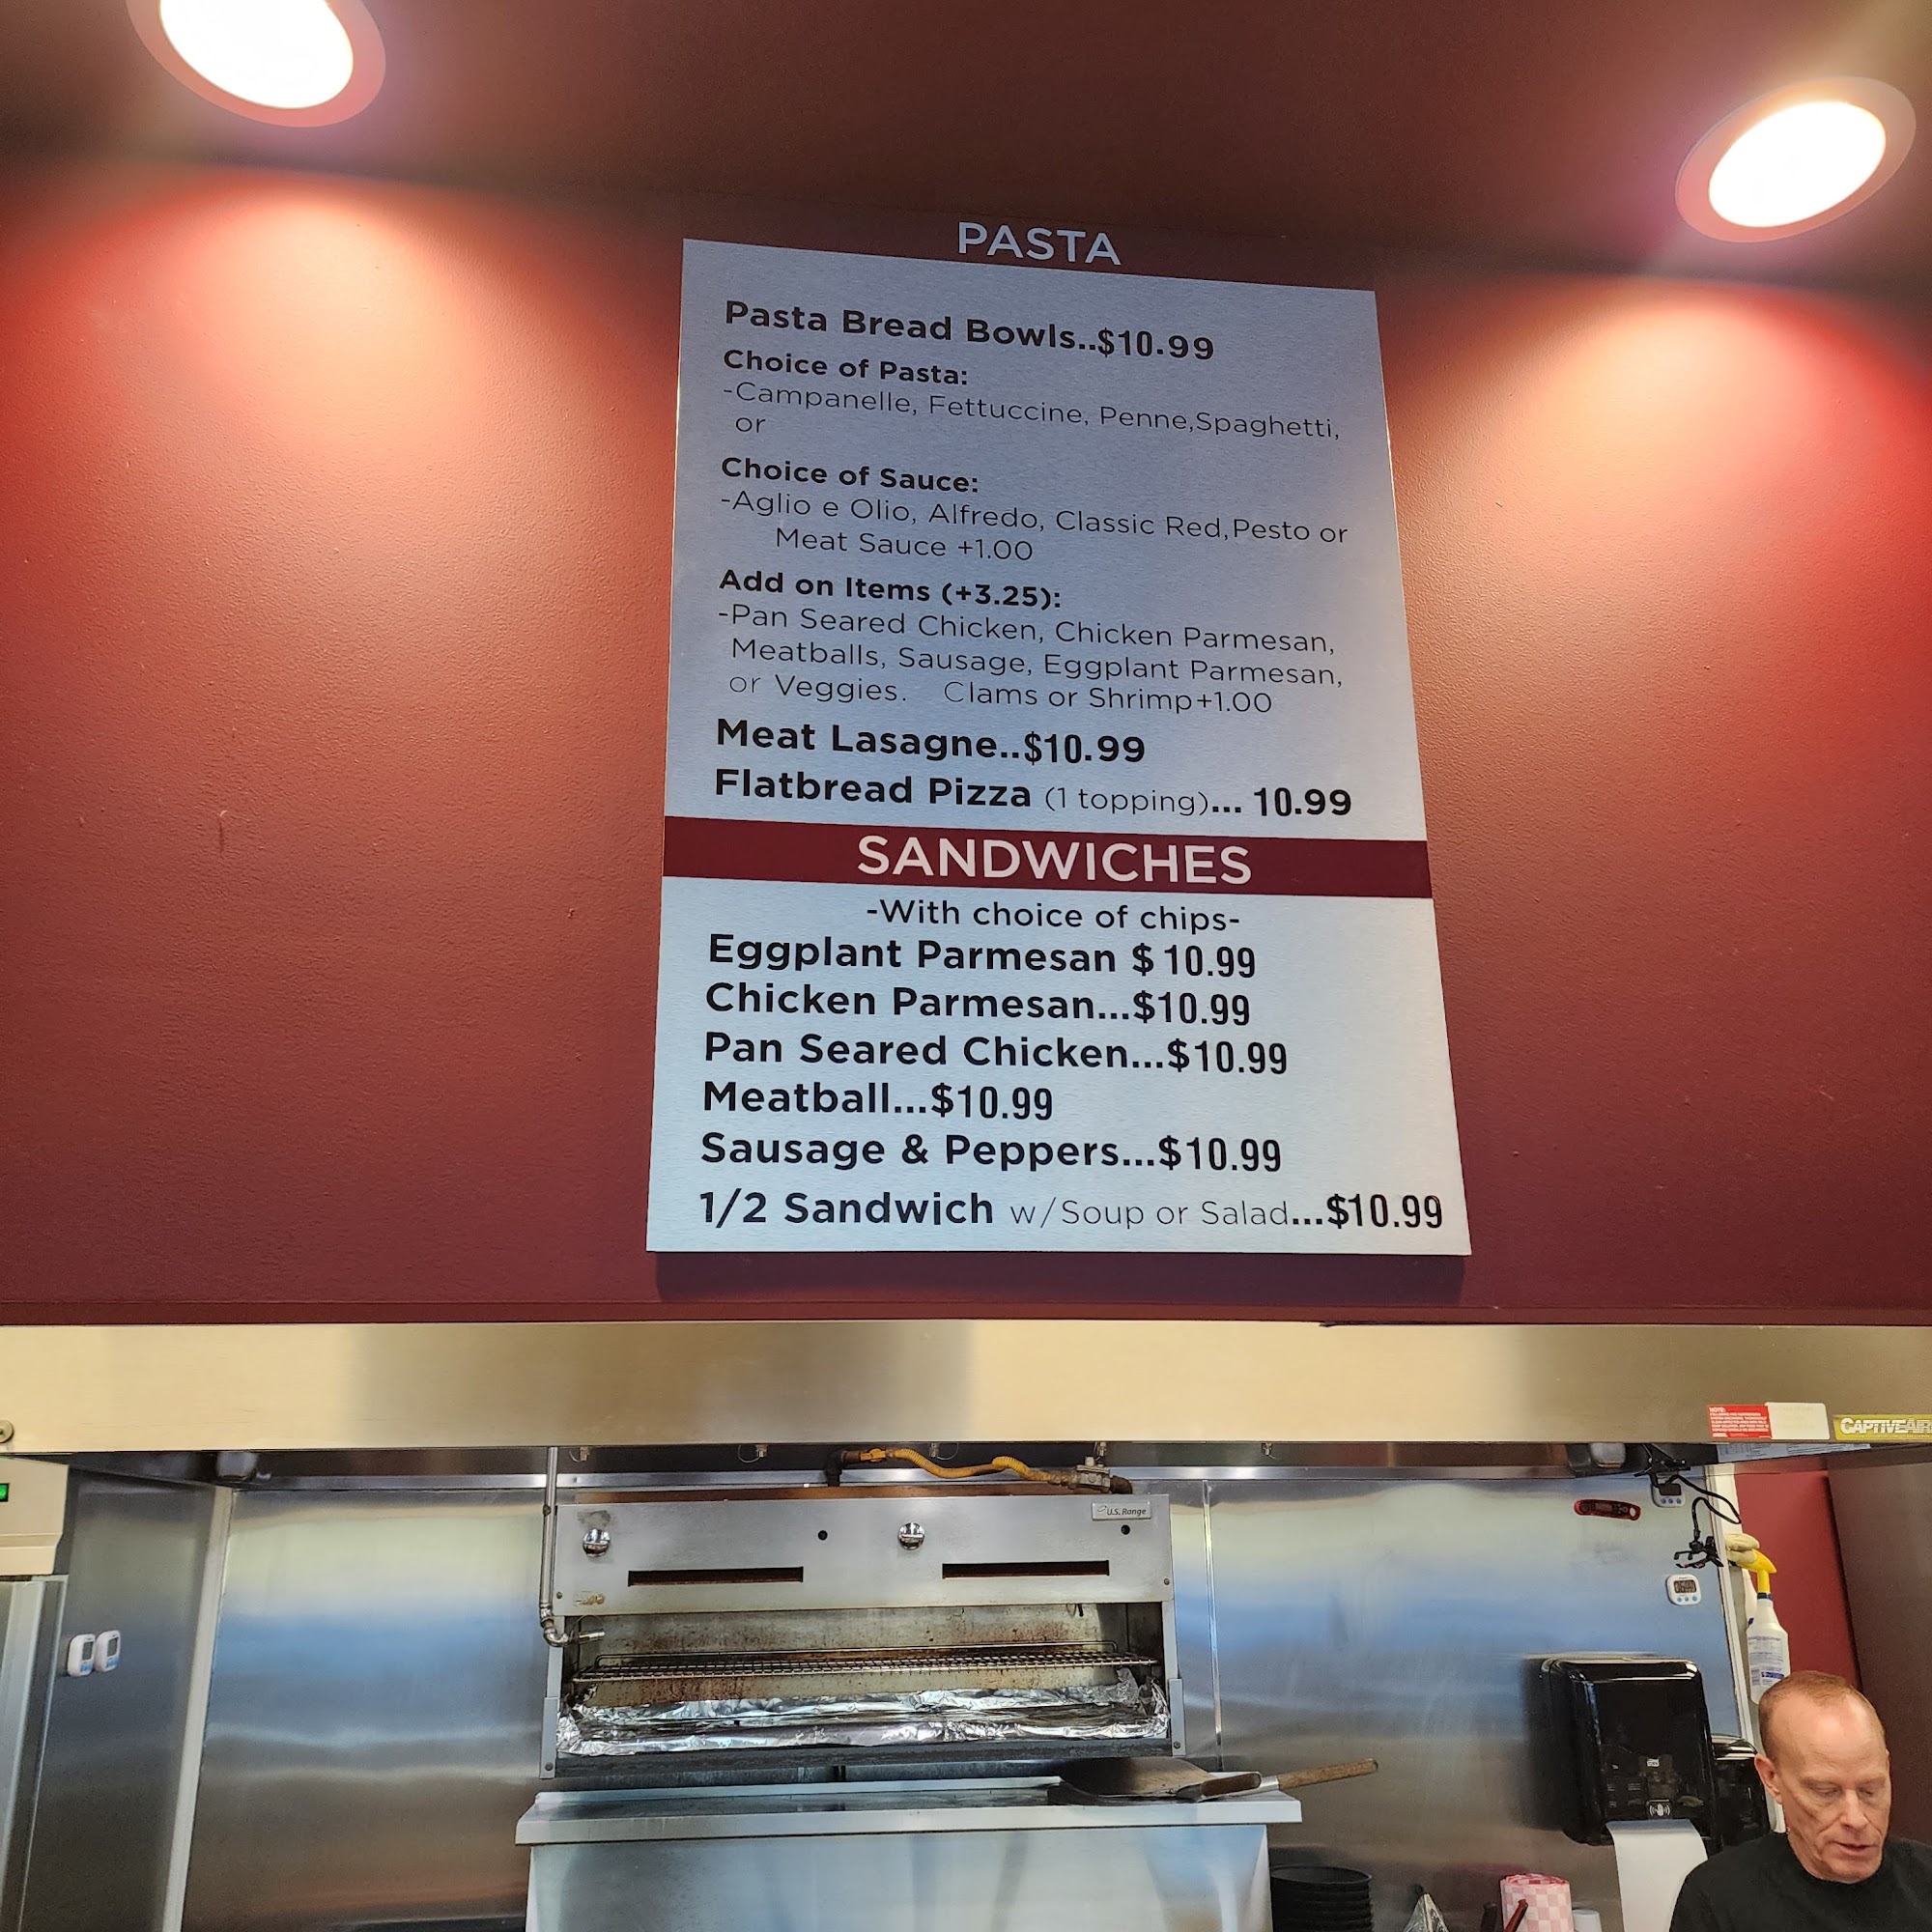 PASTA
Pasta Bread Bowls..$10.99
Choice of Pasta:
-Campanelle, Fettuccine, Penne,Spaghetti,
or
Choice of Sauce:
-Aglio e Olio, Alfredo, Classic Red,Pesto or
Meat Sauce +1.00
Add on Items (+3.25):
-Pan Seared Chicken, Chicken Parmesan,
Meatballs, Sausage, Eggplant Parmesan,
or Veggies. Clams or Shrimp+1.00
Meat Lasagne..$10.99
Flatbread Pizza (1 topping)... 10.99
SANDWICHES
-With choice of chips-
Eggplant Parmesan $ 10.99
Chicken Parmesan...$10.99
Pan Seared Chicken...$10.99
Meatball...$10.99
Sausage & Peppers...$10.99
1/2 Sandwich w/Soup or Salad...$10.99
NOTE:
CAPTIVEAIRE
U.S. Range